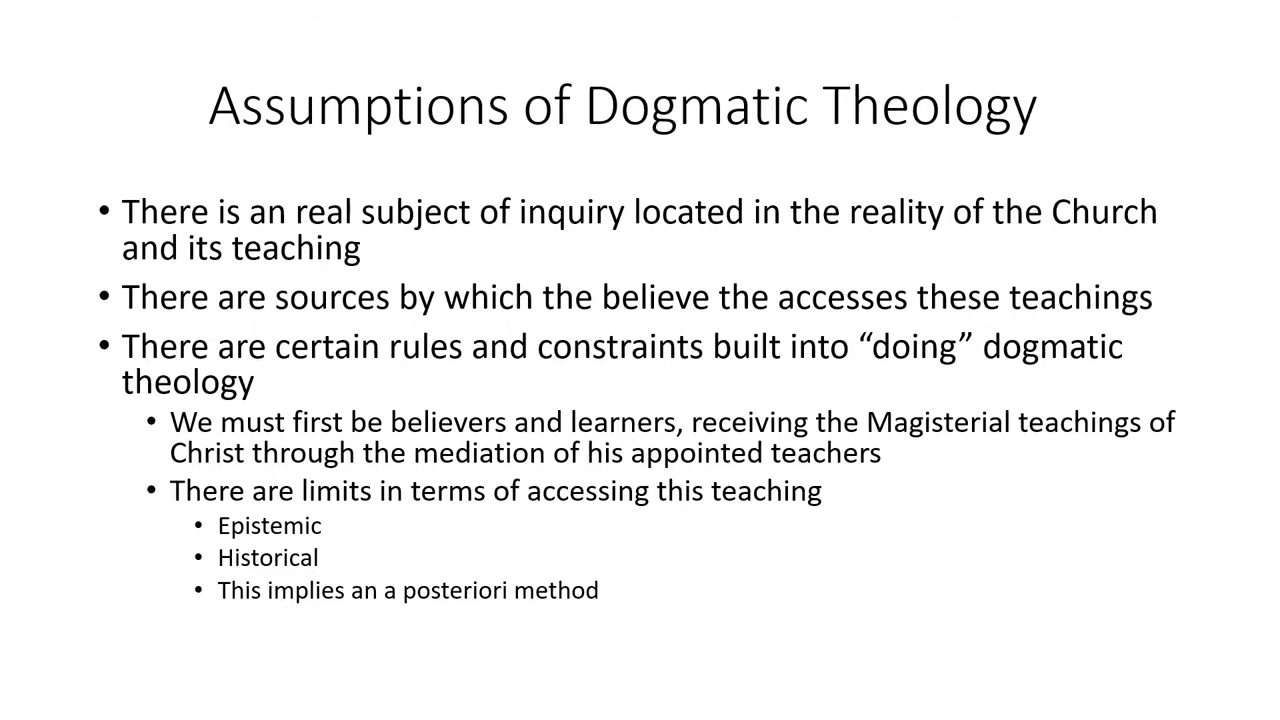 Assumptions of Dogmatic Theology
• There is an real subject of inquiry located in the reality of the Church
and its teaching
• There are sources by which the believe the accesses these teachings
• There are certain rules and constraints built into “doing” dogmatic
theology
• We must first be believers and learners, receiving the Magisterial teachings of
Christ through the mediation of his appointed teachers
• There are limits in terms of accessing this teaching
• Epistemic
• Historical
• This implies an a posteriori method